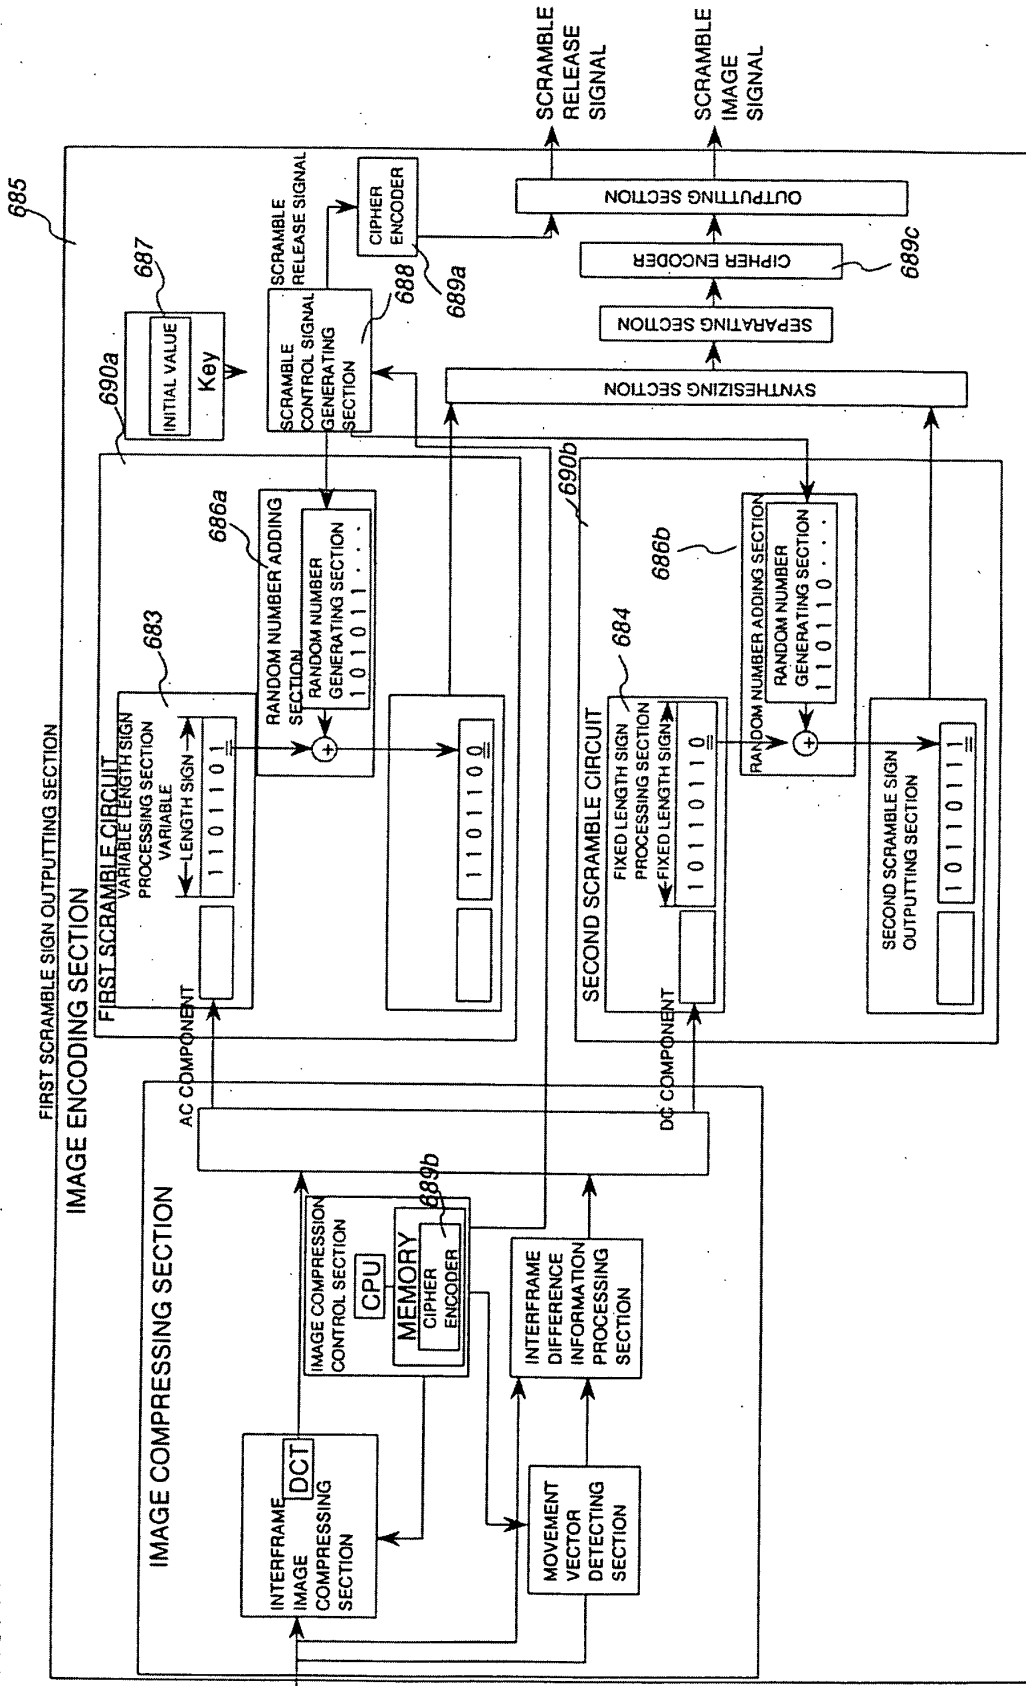 FIRST SCRAMBLE SIGN OUTPUTTING SECTION
IMAGE ENCODING SECTION
685
IMAGE COMPRESSING SECTION
INTERFRAME
IMAGE
COMPRESSING
SECTION
DCT
IMAGE COMPRESSION
CONTROL SECTION
CPU
MEMORY
CIPHER
ENCODER
689b
MOVEMENT
VECTOR
DETECTING
SECTION
INTERFRAME
DIFFERENCE
INFORMATION
PROCESSING
SECTION
AC COMPONENT
DC COMPONENT
FIRST SCRAMBLE CIRCUIT
690a
VARIABLE LENGTH SIGN
PROCESSING SECTION
VARIABLE
LENGTH SIGN
683
1 1 0 1 1 0 1
RANDOM NUMBER ADDING
SECTION
686a
RANDOM NUMBER
GENERATING SECTION
1 0 1 0 1 1 . . .
+
1 1 0 1 1 0 0
INITIAL VALUE
Key
687
SCRAMBLE
CONTROL SIGNAL
GENERATING
SECTION
688
SCRAMBLE
RELEASE SIGNAL
CIPHER
ENCODER
689a
SECOND SCRAMBLE CIRCUIT
690b
FIXED LENGTH SIGN
PROCESSING SECTION
FIXED LENGTH SIGN
684
1 0 1 1 0 1 1 0
RANDOM NUMBER ADDING SECTION
686b
RANDOM NUMBER
GENERATING SECTION
1 1 0 1 1 0 . . .
+
SECOND SCRAMBLE SIGN
OUTPUTTING SECTION
1 0 1 1 0 1 1 1
SYNTHESIZING SECTION
SEPARATING SECTION
CIPHER ENCODER
689c
OUTPUTTING SECTION
SCRAMBLE
RELEASE
SIGNAL
SCRAMBLE
IMAGE
SIGNAL